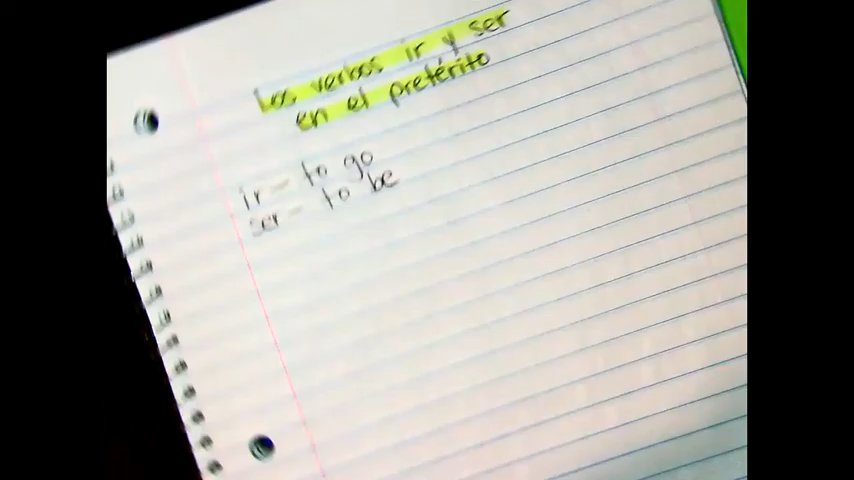 Los verbos ir y ser
en el pretérito
ir - to go
ser - to be